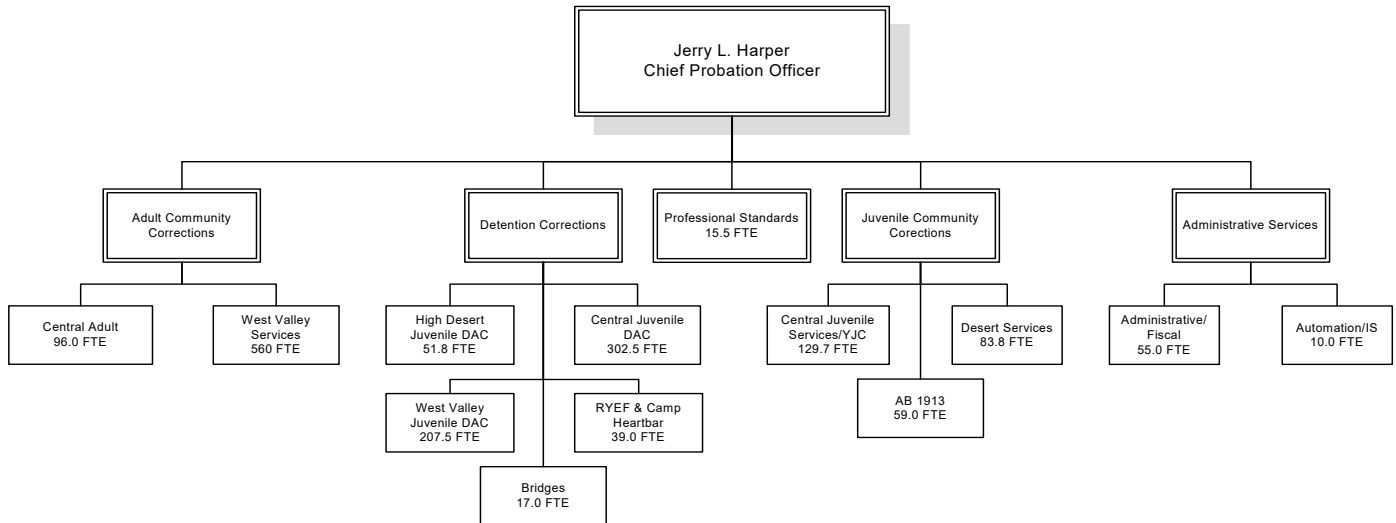 Jerry L. Harper
Chief Probation Officer
Adult Community
Corrections
Detention Corrections
Professional Standards
15.5 FTE
Juvenile Community
Corections
Administrative Services
Central Adult
96.0 FTE
West Valley
Services
560 FTE
High Desert
Juvenile DAC
51.8 FTE
Central Juvenile
DAC
302.5 FTE
Central Juvenile
Services/YJC
129.7 FTE
Desert Services
83.8 FTE
Administrative/
Fiscal
55.0 FTE
Automation/IS
10.0 FTE
West Valley
Juvenile DAC
207.5 FTE
RYEF & Camp
Heartbar
39.0 FTE
AB 1913
59.0 FTE
Bridges
17.0 FTE